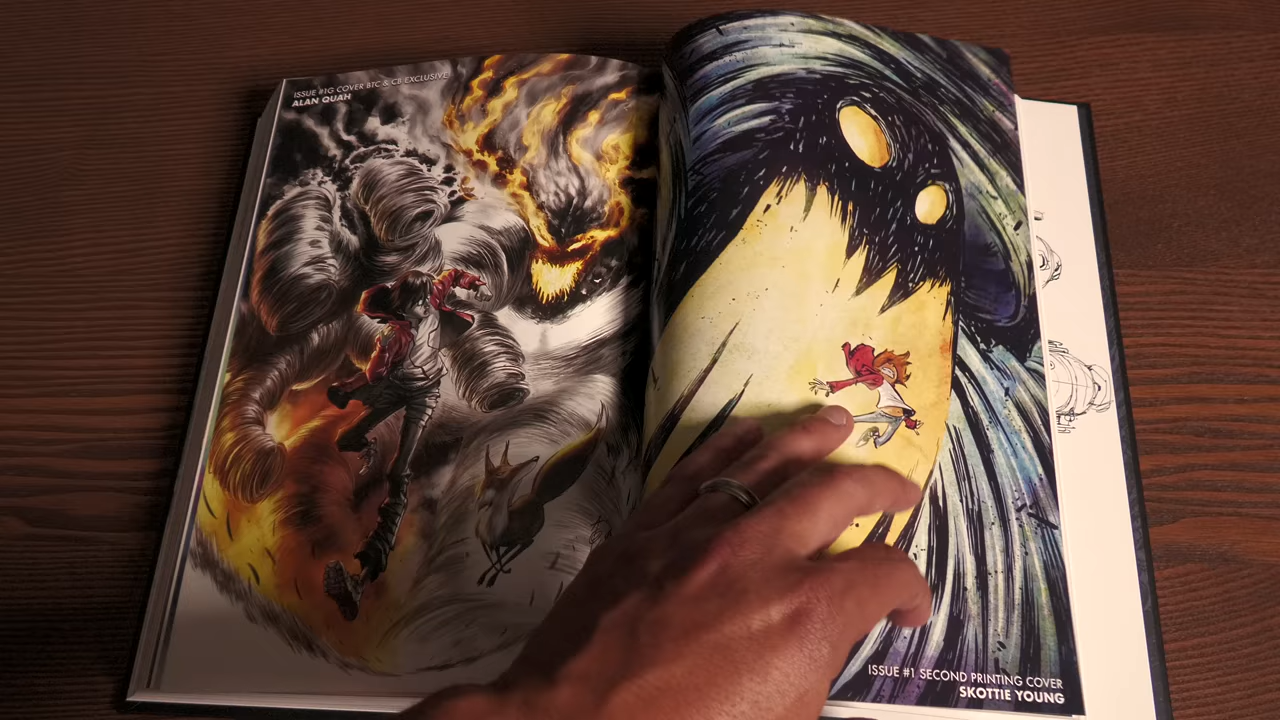 ISSUE #1G COVER BTC & CB EXCLUSIVE
ALAN QUAH
ISSUE #1 SECOND PRINTING COVER
SKOTTIE YOUNG